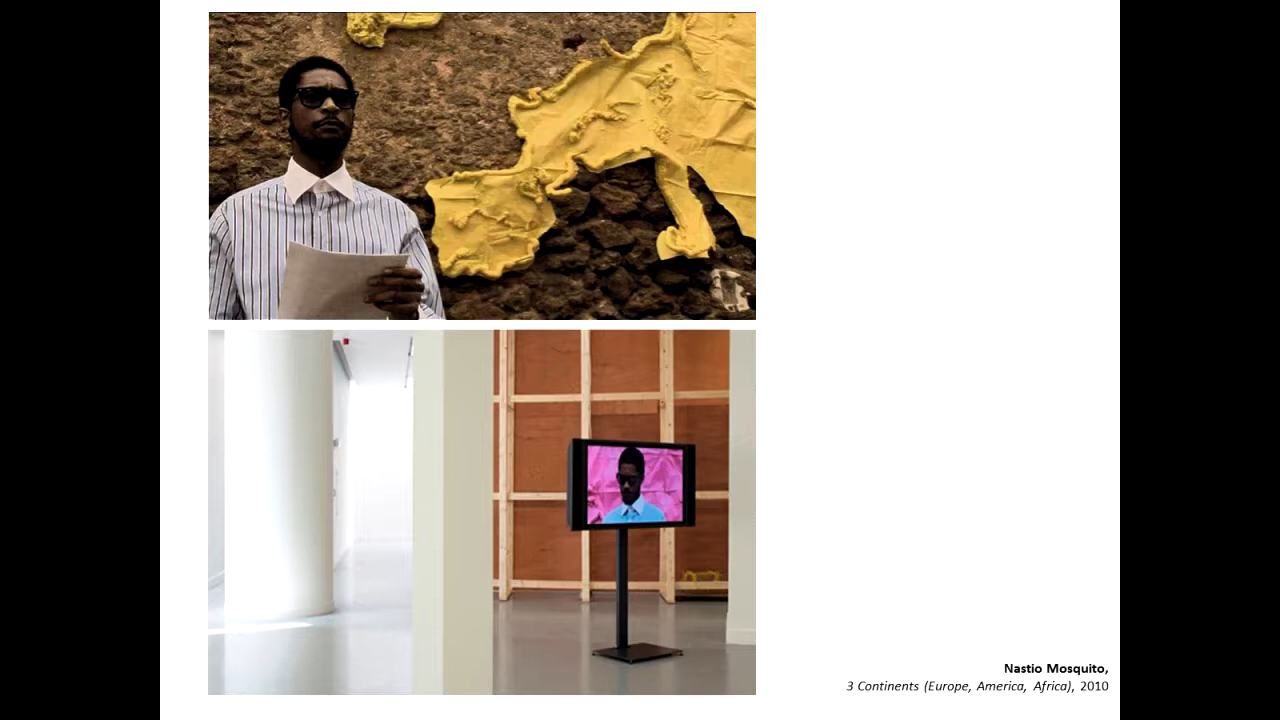 Nastio Mosquito,
3 Continents (Europe, America, Africa), 2010